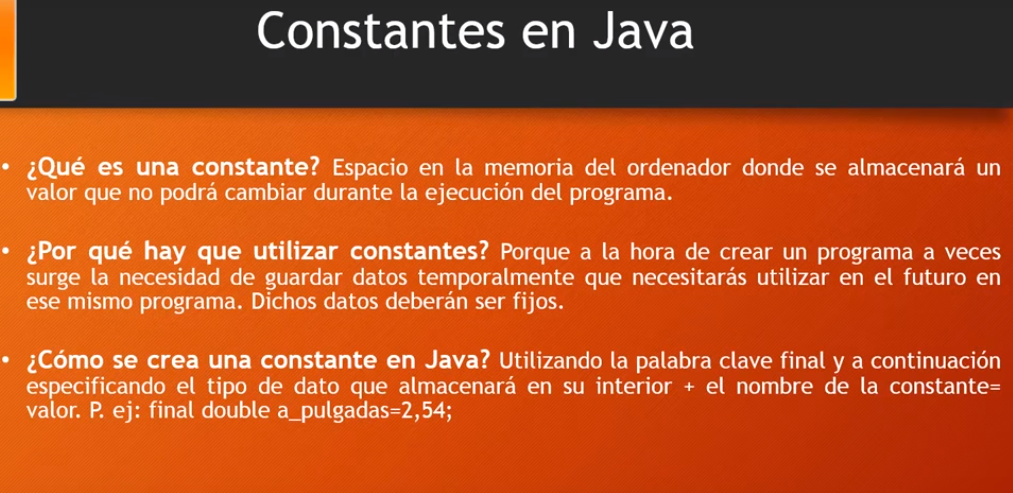 Constantes en Java
• ¿Qué es una constante? Espacio en la memoria del ordenador donde se almacenará un
valor que no podrá cambiar durante la ejecución del programa.
• ¿Por qué hay que utilizar constantes? Porque a la hora de crear un programa a veces
surge la necesidad de guardar datos temporalmente que necesitarás utilizar en el futuro en
ese mismo programa. Dichos datos deberán ser fijos.
• ¿Cómo se crea una constante en Java? Utilizando la palabra clave final y a continuación
especificando el tipo de dato que almacenará en su interior + el nombre de la constante=
valor. P. ej: final double a_pulgadas=2,54;